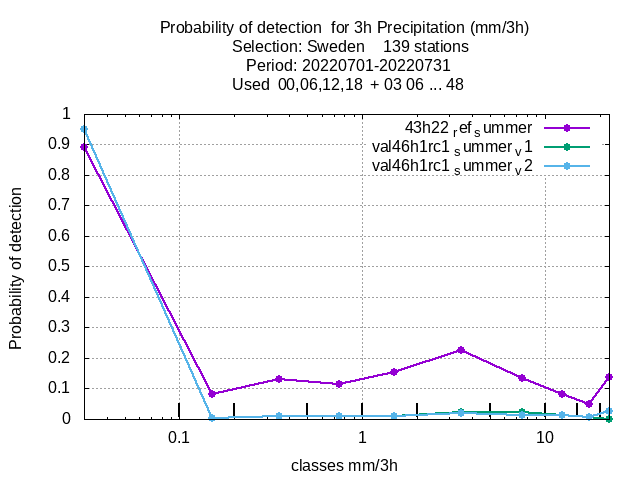 Probability of detection  for 3h Precipitation (mm/3h)
Selection: Sweden    139 stations
Period: 20220701-20220731
Used  00,06,12,18  + 03 06 ... 48
43h22 ref summer
val46h1rc1 summer v1
val46h1rc1 summer v2
Probability of detection
1
0.9
0.8
0.7
0.6
0.5
0.4
0.3
0.2
0.1
0
0.1
1
10
classes mm/3h